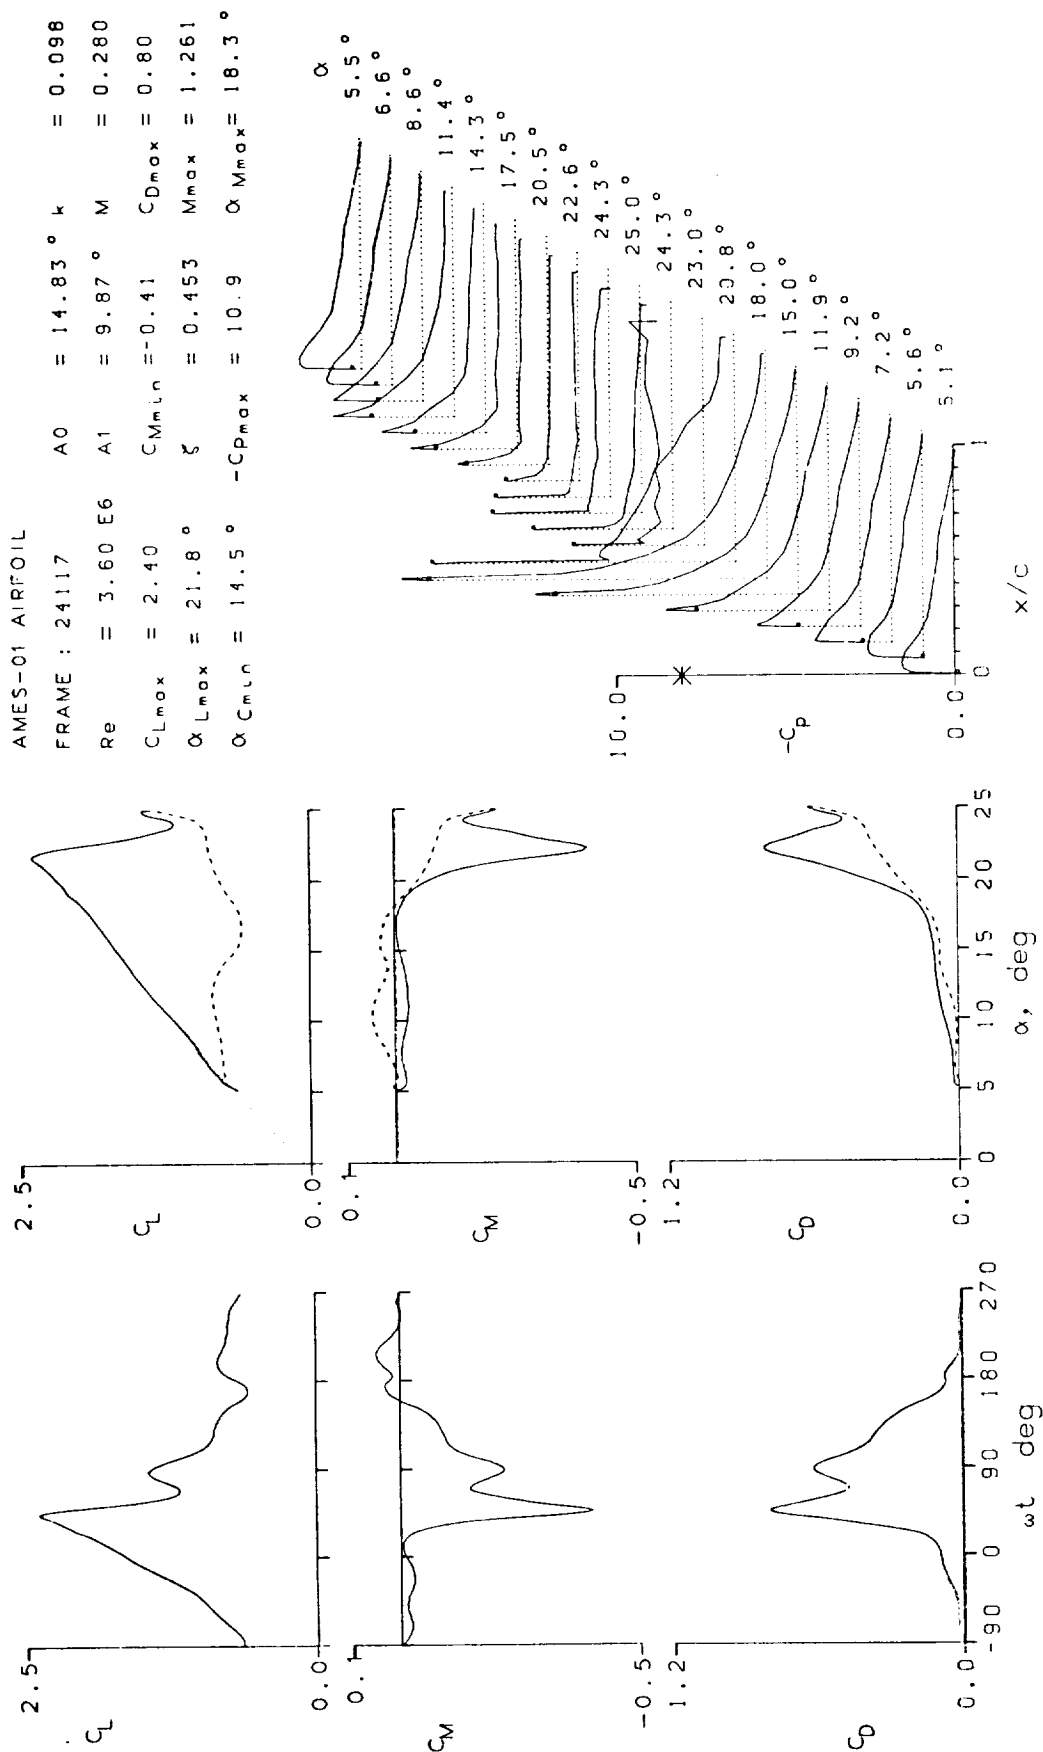 AMES-01 AIRFOIL
FRAME : 24117 A0 = 14.83° k = 0.098
Re = 3.60 E6 A1 = 9.87° M = 0.280
CLmax = 2.40 CMmin =-0.41 CDmax = 0.80
αLmax = 21.8° ζ = 0.453 Mmax = 1.261
αCmin = 14.5° -CPmax = 10.9 αMmax= 18.3°
2.5
CL
0.0
0.1
CM
-0.5
1.2
CD
0.0
-90 0 90 180 270
ωt deg
2.5
CL
0.0
0.1
CM
-0.5
1.2
CD
0.0
0 5 10 15 20 25
α, deg
α
5.5°
6.6°
8.6°
11.4°
14.3°
17.5°
20.5°
22.6°
24.3°
25.0°
24.3°
23.0°
20.8°
18.0°
15.0°
11.9°
9.2°
7.2°
5.6°
5.1°
10.0
-Cp
0.0
0 1
x/c